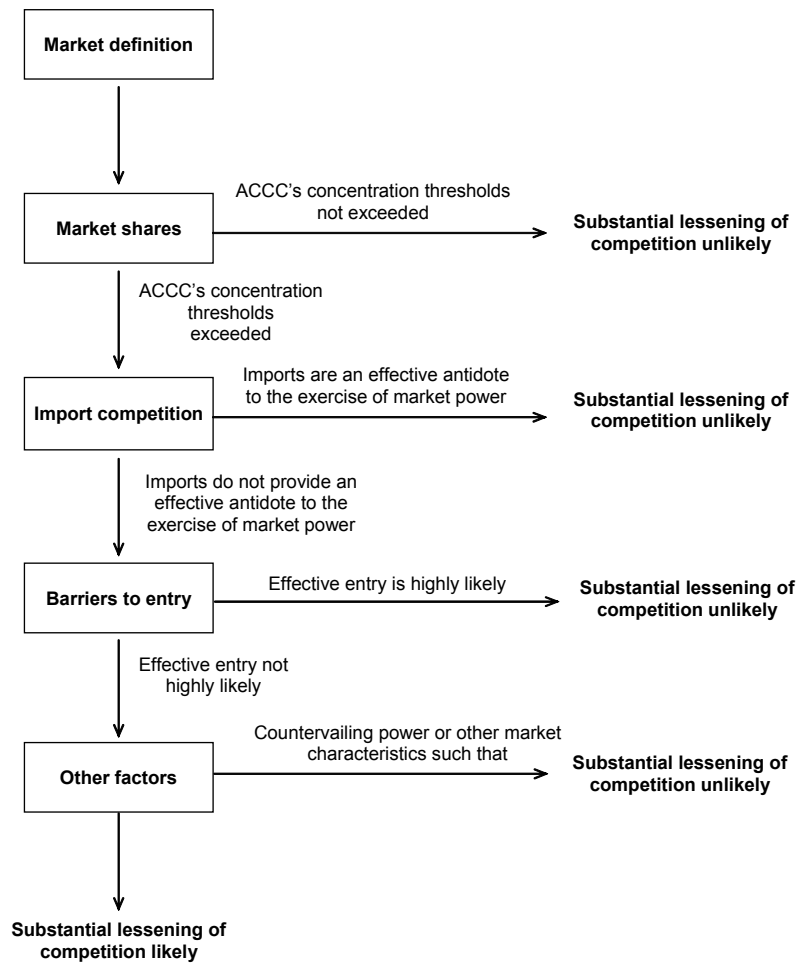 Market definition
ACCC's concentration thresholds
not exceeded
Market shares
Substantial lessening of
competition unlikely
ACCC's concentration
thresholds
exceeded
Imports are an effective antidote
to the exercise of market power
Import competition
Substantial lessening of
competition unlikely
Imports do not provide an
effective antidote to the
exercise of market power
Effective entry is highly likely
Barriers to entry
Substantial lessening of
competition unlikely
Effective entry not
highly likely
Countervailing power or other market
characteristics such that
Other factors
Substantial lessening of
competition unlikely
Substantial lessening of
competition likely